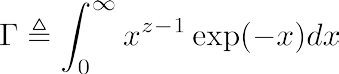 Γ ≜ ∫₀^∞ x^{z−1} exp(−x)dx